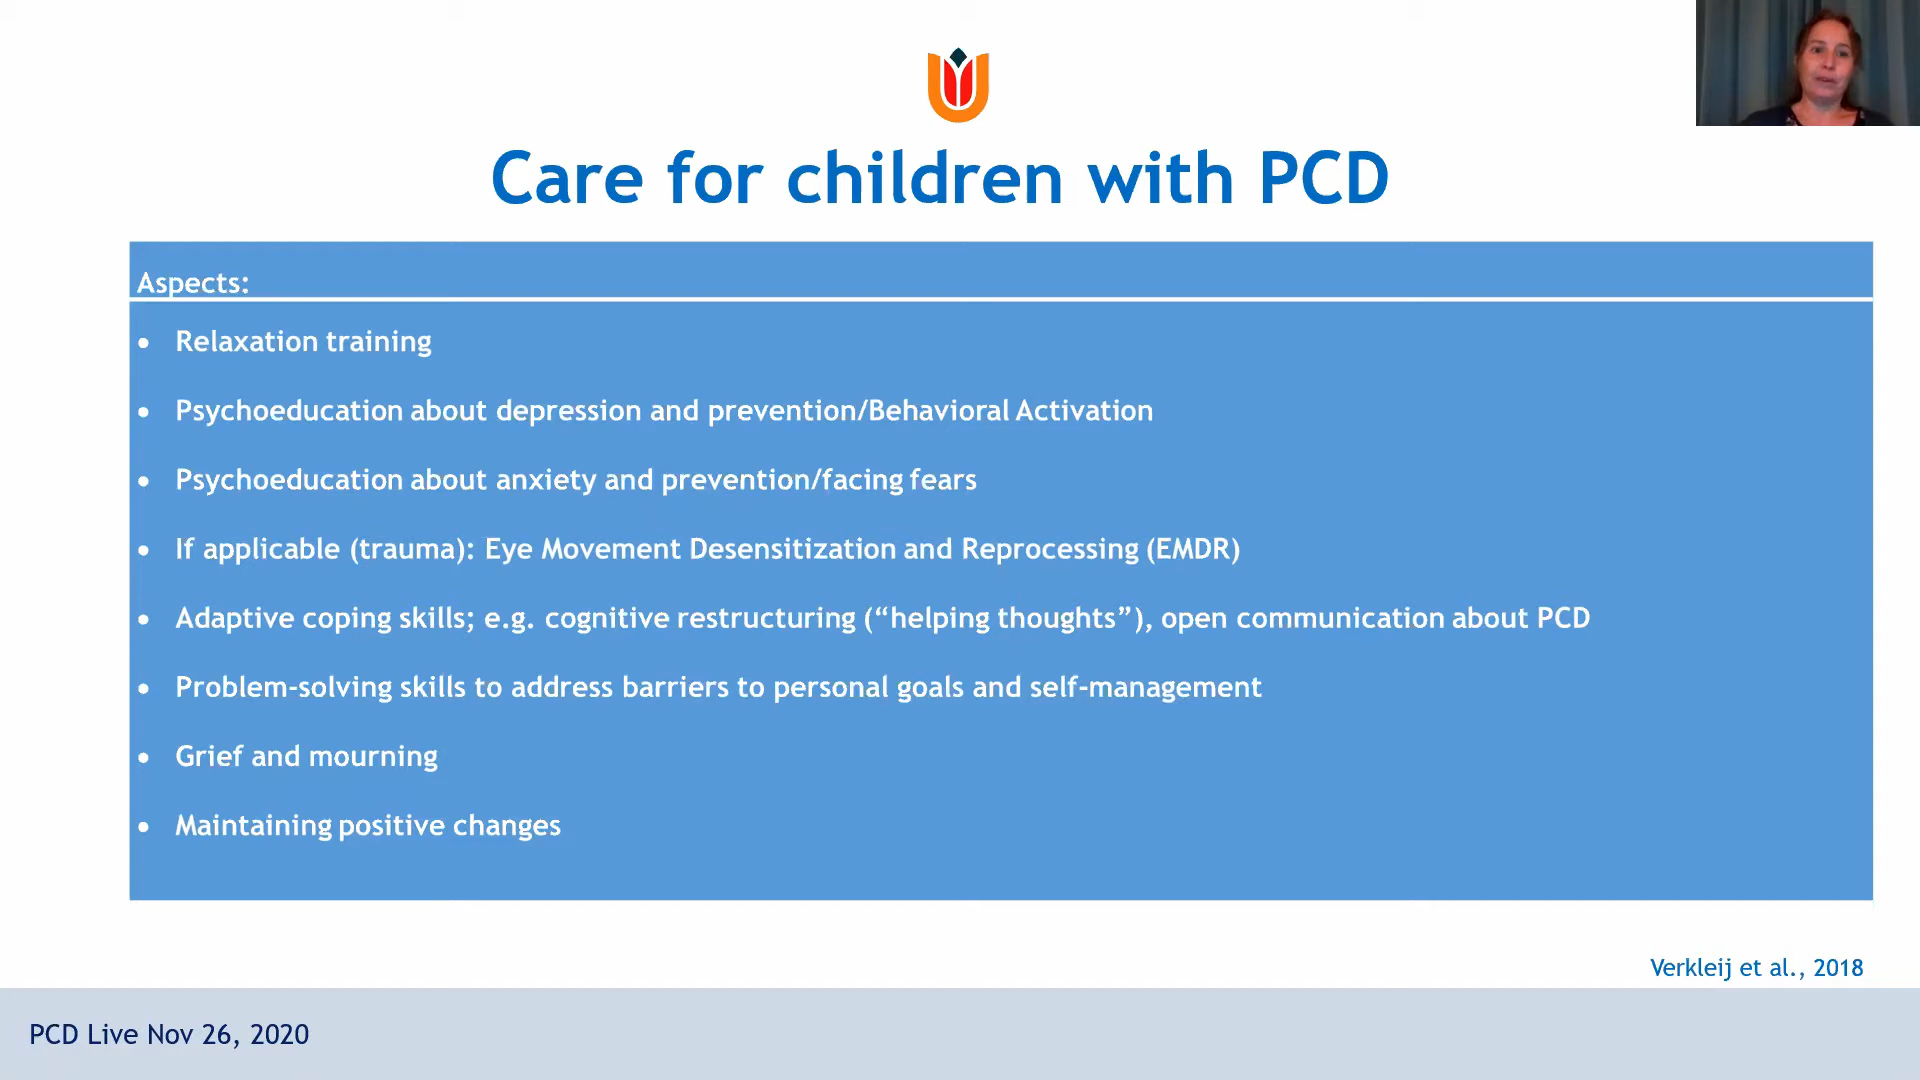 Care for children with PCD
Aspects:
• Relaxation training
• Psychoeducation about depression and prevention/Behavioral Activation
• Psychoeducation about anxiety and prevention/facing fears
• If applicable (trauma): Eye Movement Desensitization and Reprocessing (EMDR)
• Adaptive coping skills; e.g. cognitive restructuring (“helping thoughts”), open communication about PCD
• Problem-solving skills to address barriers to personal goals and self-management
• Grief and mourning
• Maintaining positive changes
Verkleij et al., 2018
PCD Live Nov 26, 2020